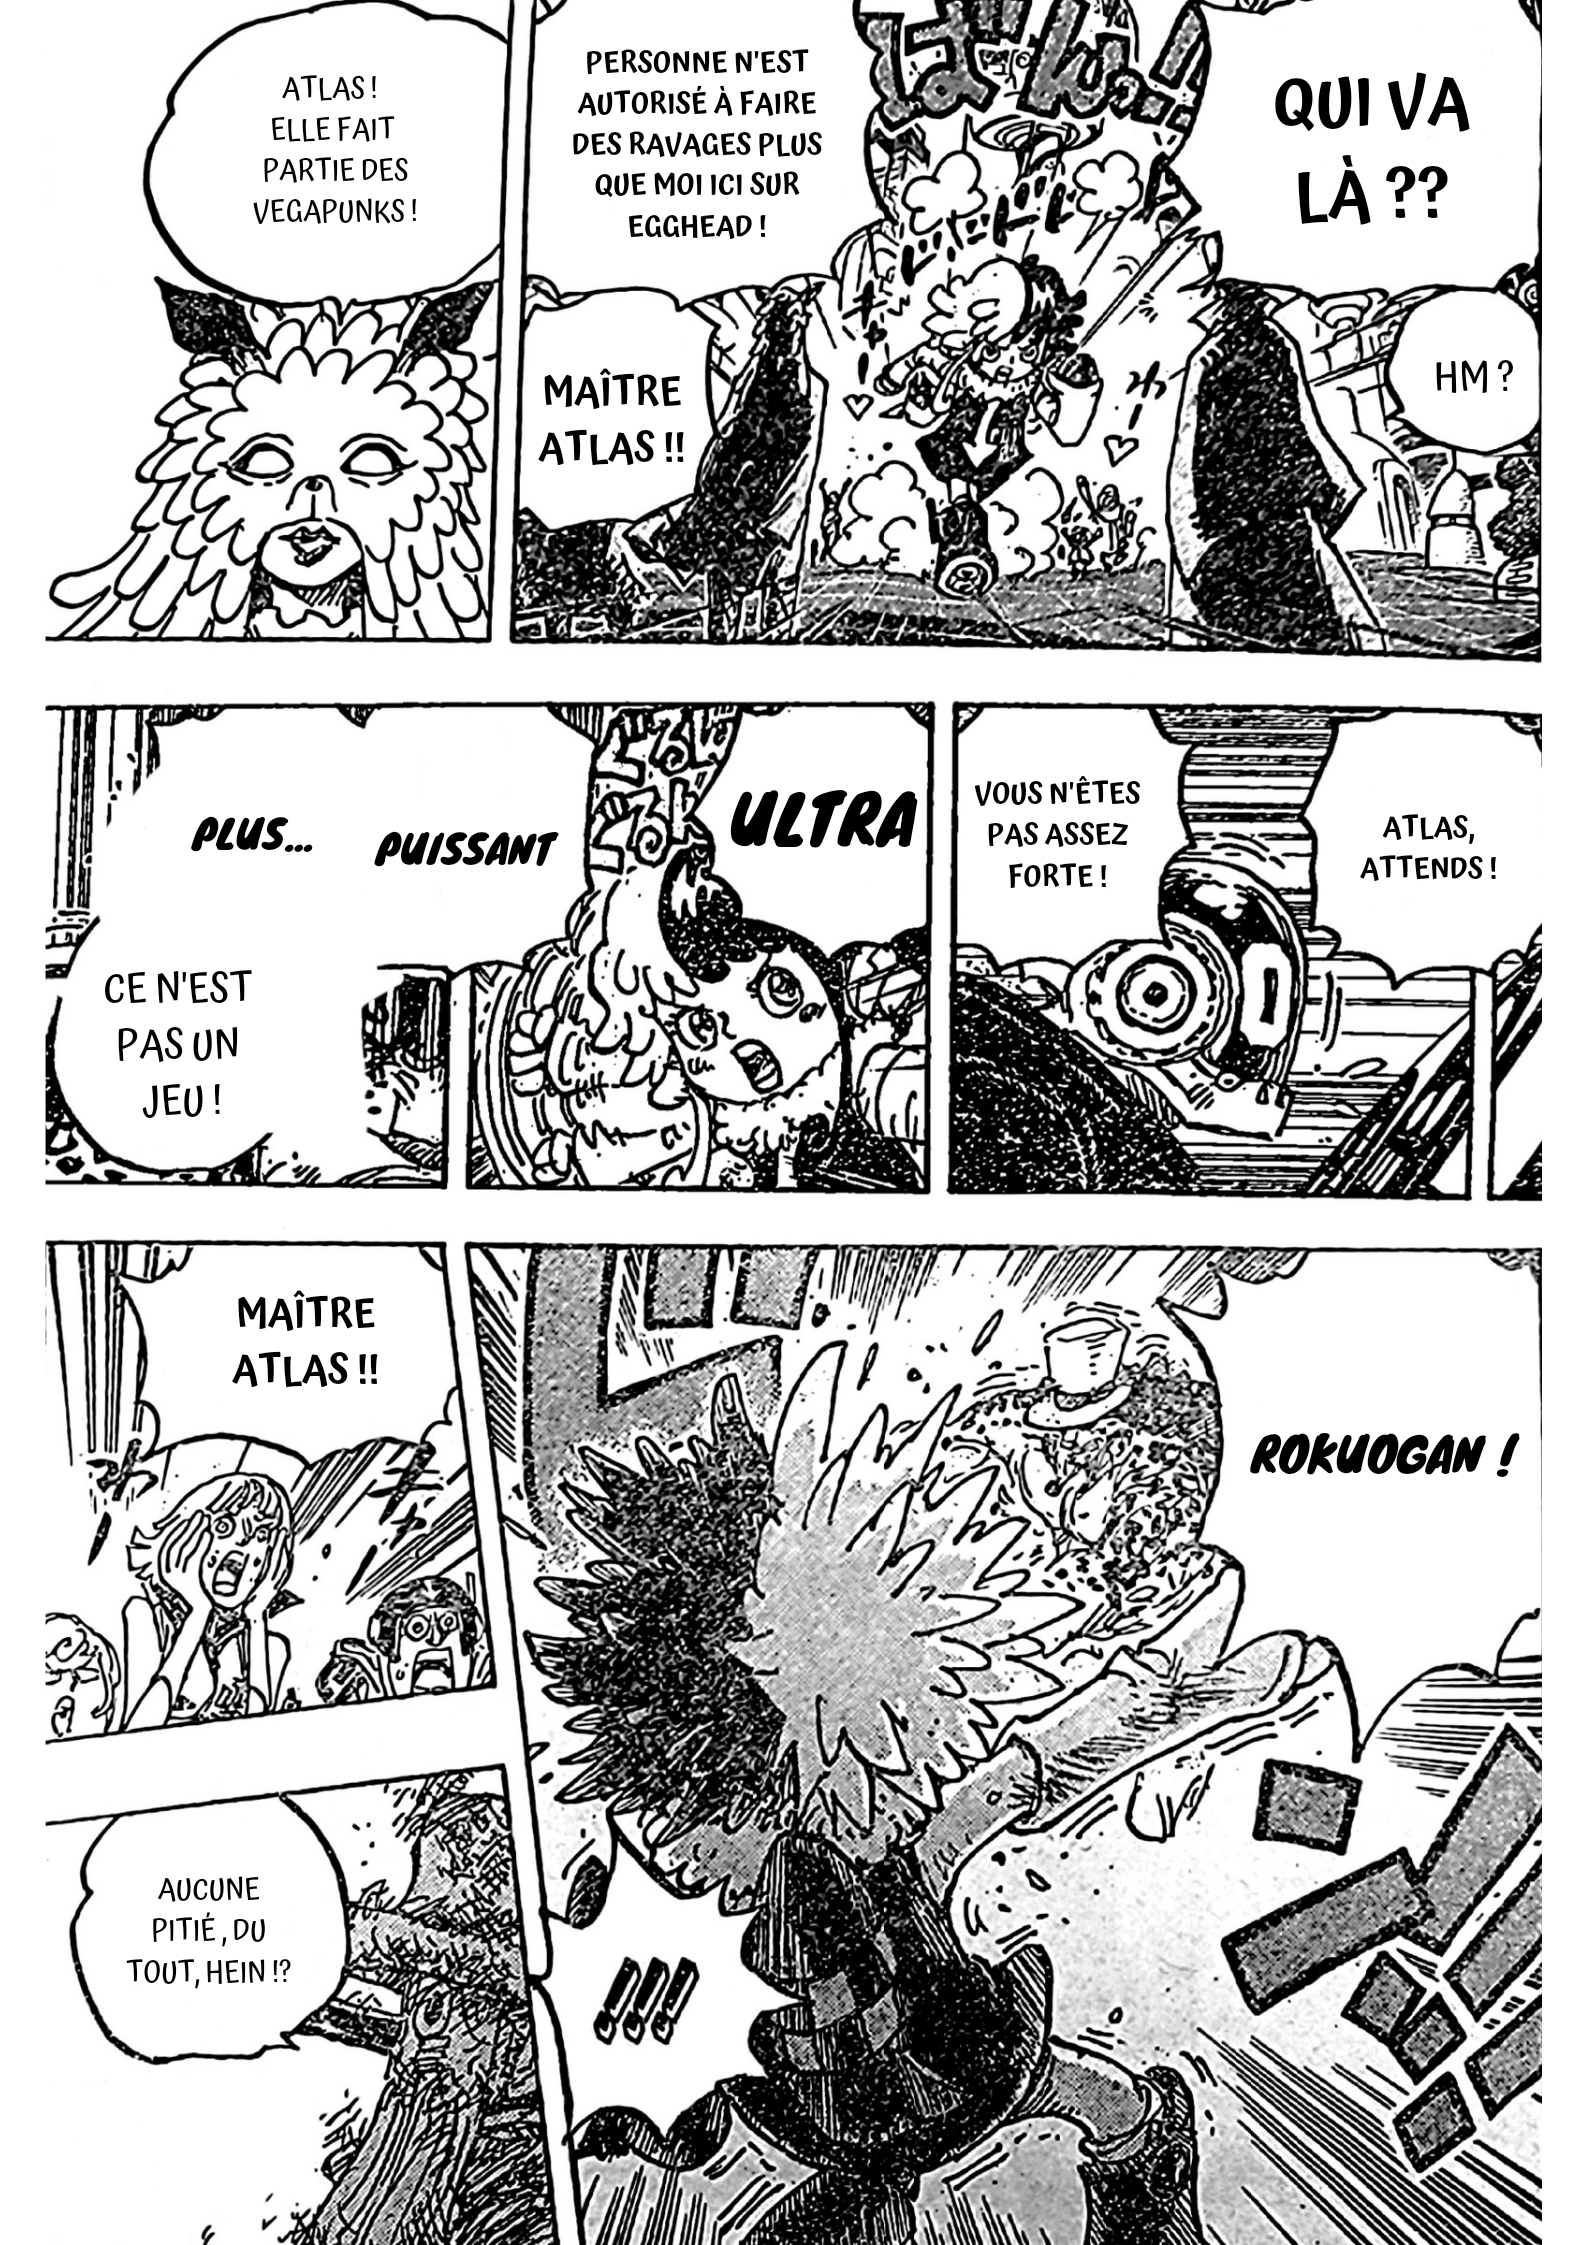 QUI VA
LÀ ??
HM ?
ばん!!
PERSONNE N'EST
AUTORISÉ À FAIRE
DES RAVAGES PLUS
QUE MOI ICI SUR
EGGHEAD !
MAÎTRE
ATLAS !!
ATLAS !
ELLE FAIT
PARTIE DES
VEGAPUNKS !
ATLAS,
ATTENDS !
VOUS N'ÊTES
PAS ASSEZ
FORTE !
ULTRA
PUISSANT
PLUS...
CE N'EST
PAS UN
JEU !
ROKUOGAN !
!!!
MAÎTRE
ATLAS !!
AUCUNE
PITIÉ , DU
TOUT, HEIN !?